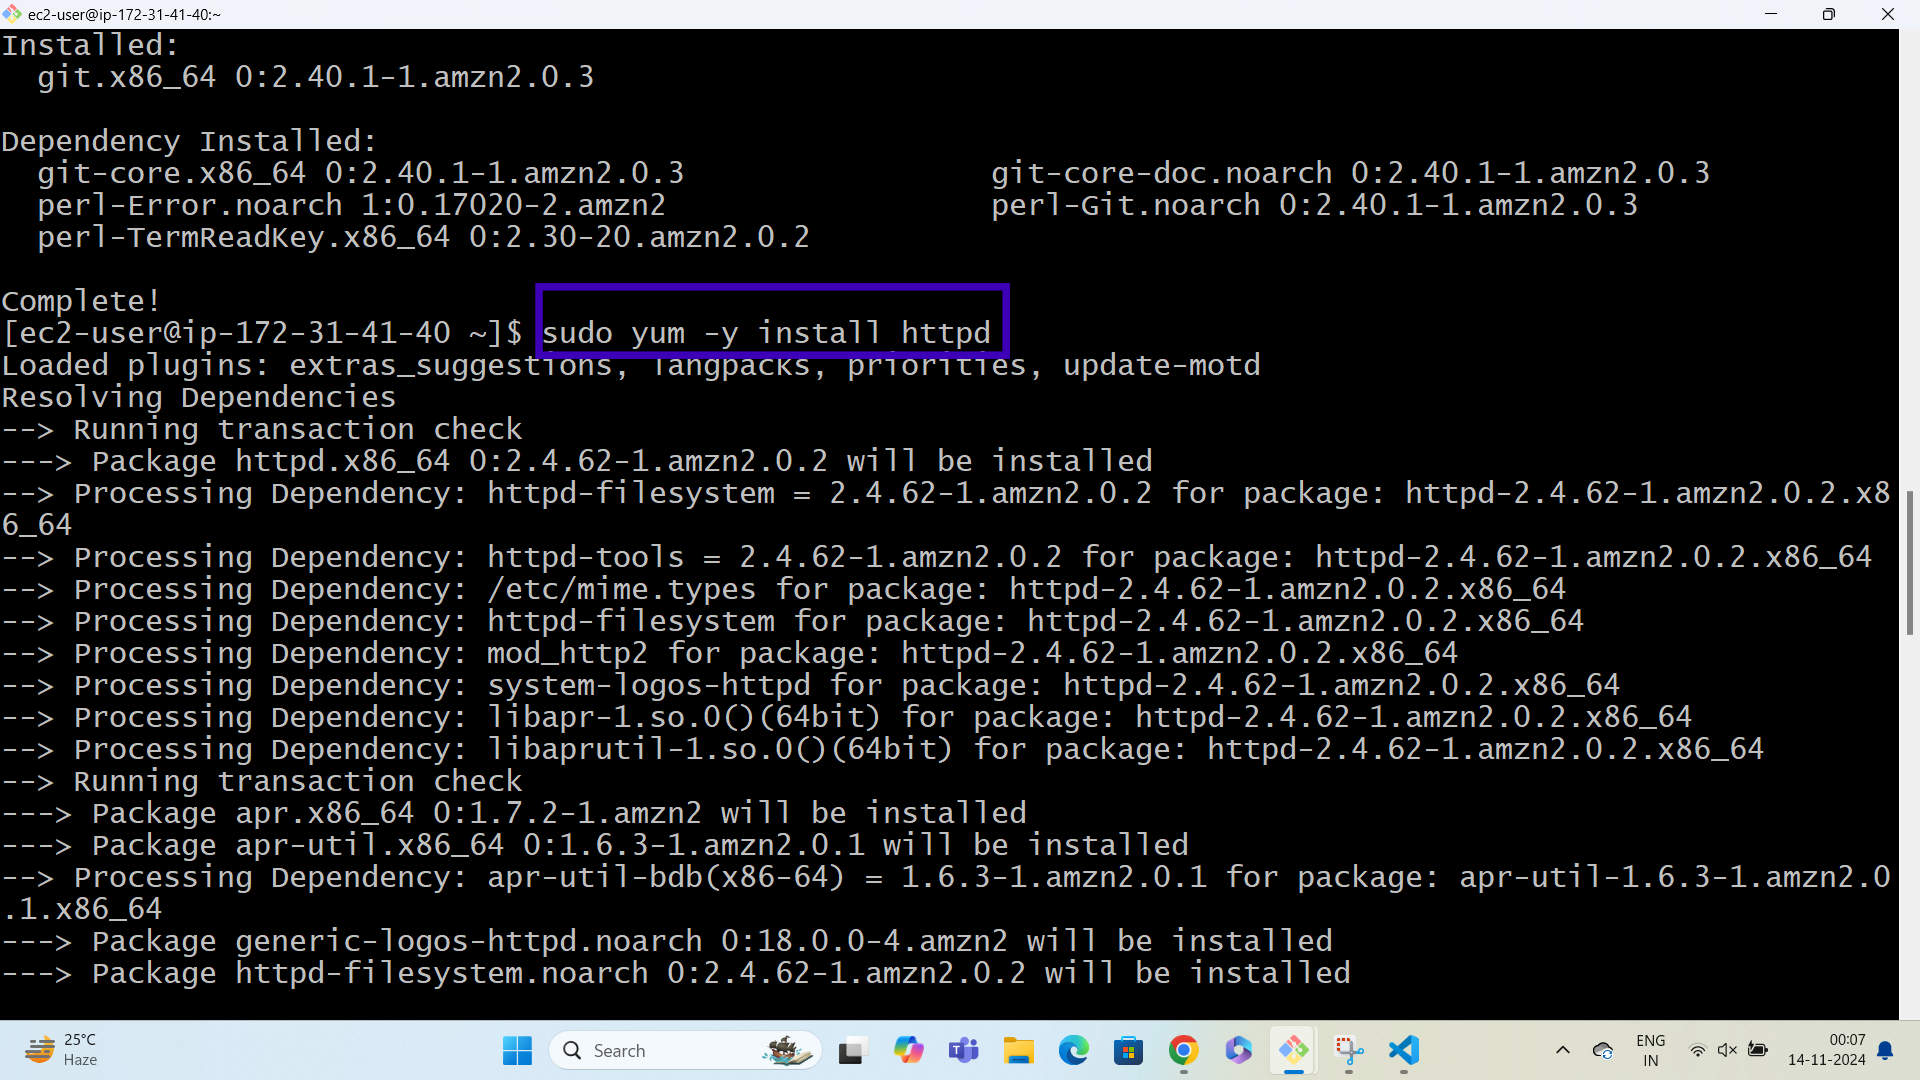 ec2-user@ip-172-31-41-40:~
Installed:
git.x86_64 0:2.40.1-1.amzn2.0.3
Dependency Installed:
git-core.x86_64 0:2.40.1-1.amzn2.0.3 git-core-doc.noarch 0:2.40.1-1.amzn2.0.3
perl-Error.noarch 1:0.17020-2.amzn2 perl-Git.noarch 0:2.40.1-1.amzn2.0.3
perl-TermReadKey.x86_64 0:2.30-20.amzn2.0.2
Complete!
[ec2-user@ip-172-31-41-40 ~]$ sudo yum -y install httpd
Loaded plugins: extras_suggestions, langpacks, priorities, update-motd
Resolving Dependencies
--> Running transaction check
---> Package httpd.x86_64 0:2.4.62-1.amzn2.0.2 will be installed
--> Processing Dependency: httpd-filesystem = 2.4.62-1.amzn2.0.2 for package: httpd-2.4.62-1.amzn2.0.2.x8
6_64
--> Processing Dependency: httpd-tools = 2.4.62-1.amzn2.0.2 for package: httpd-2.4.62-1.amzn2.0.2.x86_64
--> Processing Dependency: /etc/mime.types for package: httpd-2.4.62-1.amzn2.0.2.x86_64
--> Processing Dependency: httpd-filesystem for package: httpd-2.4.62-1.amzn2.0.2.x86_64
--> Processing Dependency: mod_http2 for package: httpd-2.4.62-1.amzn2.0.2.x86_64
--> Processing Dependency: system-logos-httpd for package: httpd-2.4.62-1.amzn2.0.2.x86_64
--> Processing Dependency: libapr-1.so.0()(64bit) for package: httpd-2.4.62-1.amzn2.0.2.x86_64
--> Processing Dependency: libaprutil-1.so.0()(64bit) for package: httpd-2.4.62-1.amzn2.0.2.x86_64
--> Running transaction check
---> Package apr.x86_64 0:1.7.2-1.amzn2 will be installed
---> Package apr-util.x86_64 0:1.6.3-1.amzn2.0.1 will be installed
--> Processing Dependency: apr-util-bdb(x86-64) = 1.6.3-1.amzn2.0.1 for package: apr-util-1.6.3-1.amzn2.0
.1.x86_64
---> Package generic-logos-httpd.noarch 0:18.0.0-4.amzn2 will be installed
---> Package httpd-filesystem.noarch 0:2.4.62-1.amzn2.0.2 will be installed
25°C
Haze
Search
ENG
IN
00:07
14-11-2024